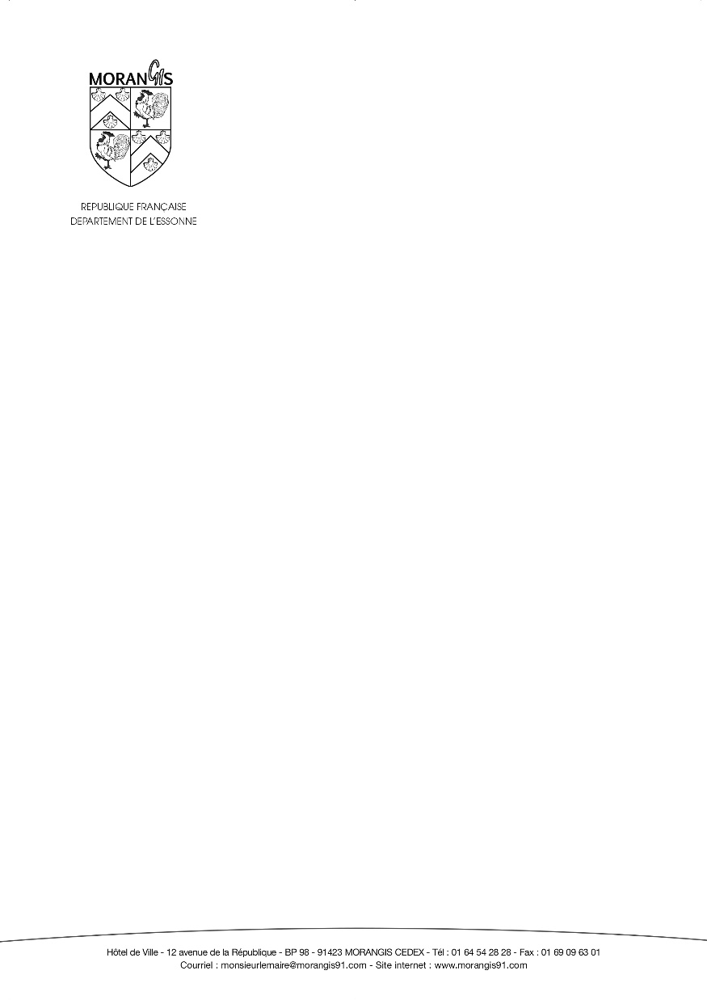 MORANGIS
REPUBLIQUE FRANÇAISE
DEPARTEMENT DE L'ESSONNE
Hôtel de Ville - 12 avenue de la République - BP 98 - 91423 MORANGIS CEDEX - Tél : 01 64 54 28 28 - Fax : 01 69 09 63 01
Courriel : monsieurlemaire@morangis91.com - Site internet : www.morangis91.com